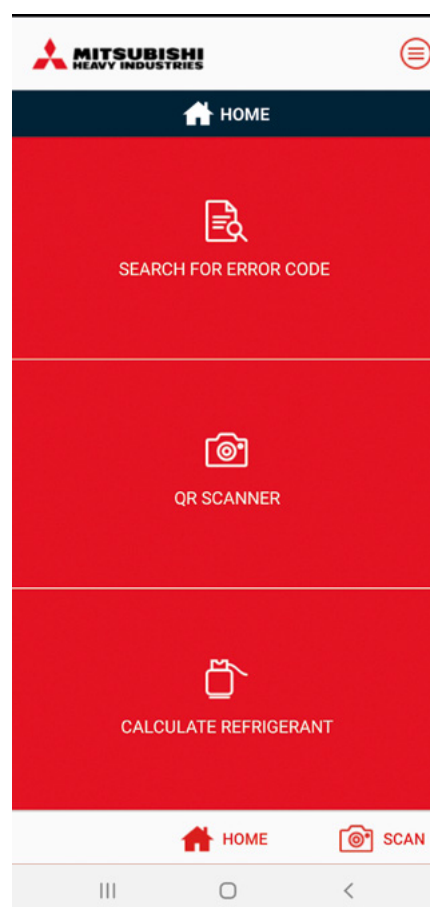 MITSUBISHI
HEAVY INDUSTRIES
HOME
SEARCH FOR ERROR CODE
QR SCANNER
CALCULATE REFRIGERANT
HOME
SCAN